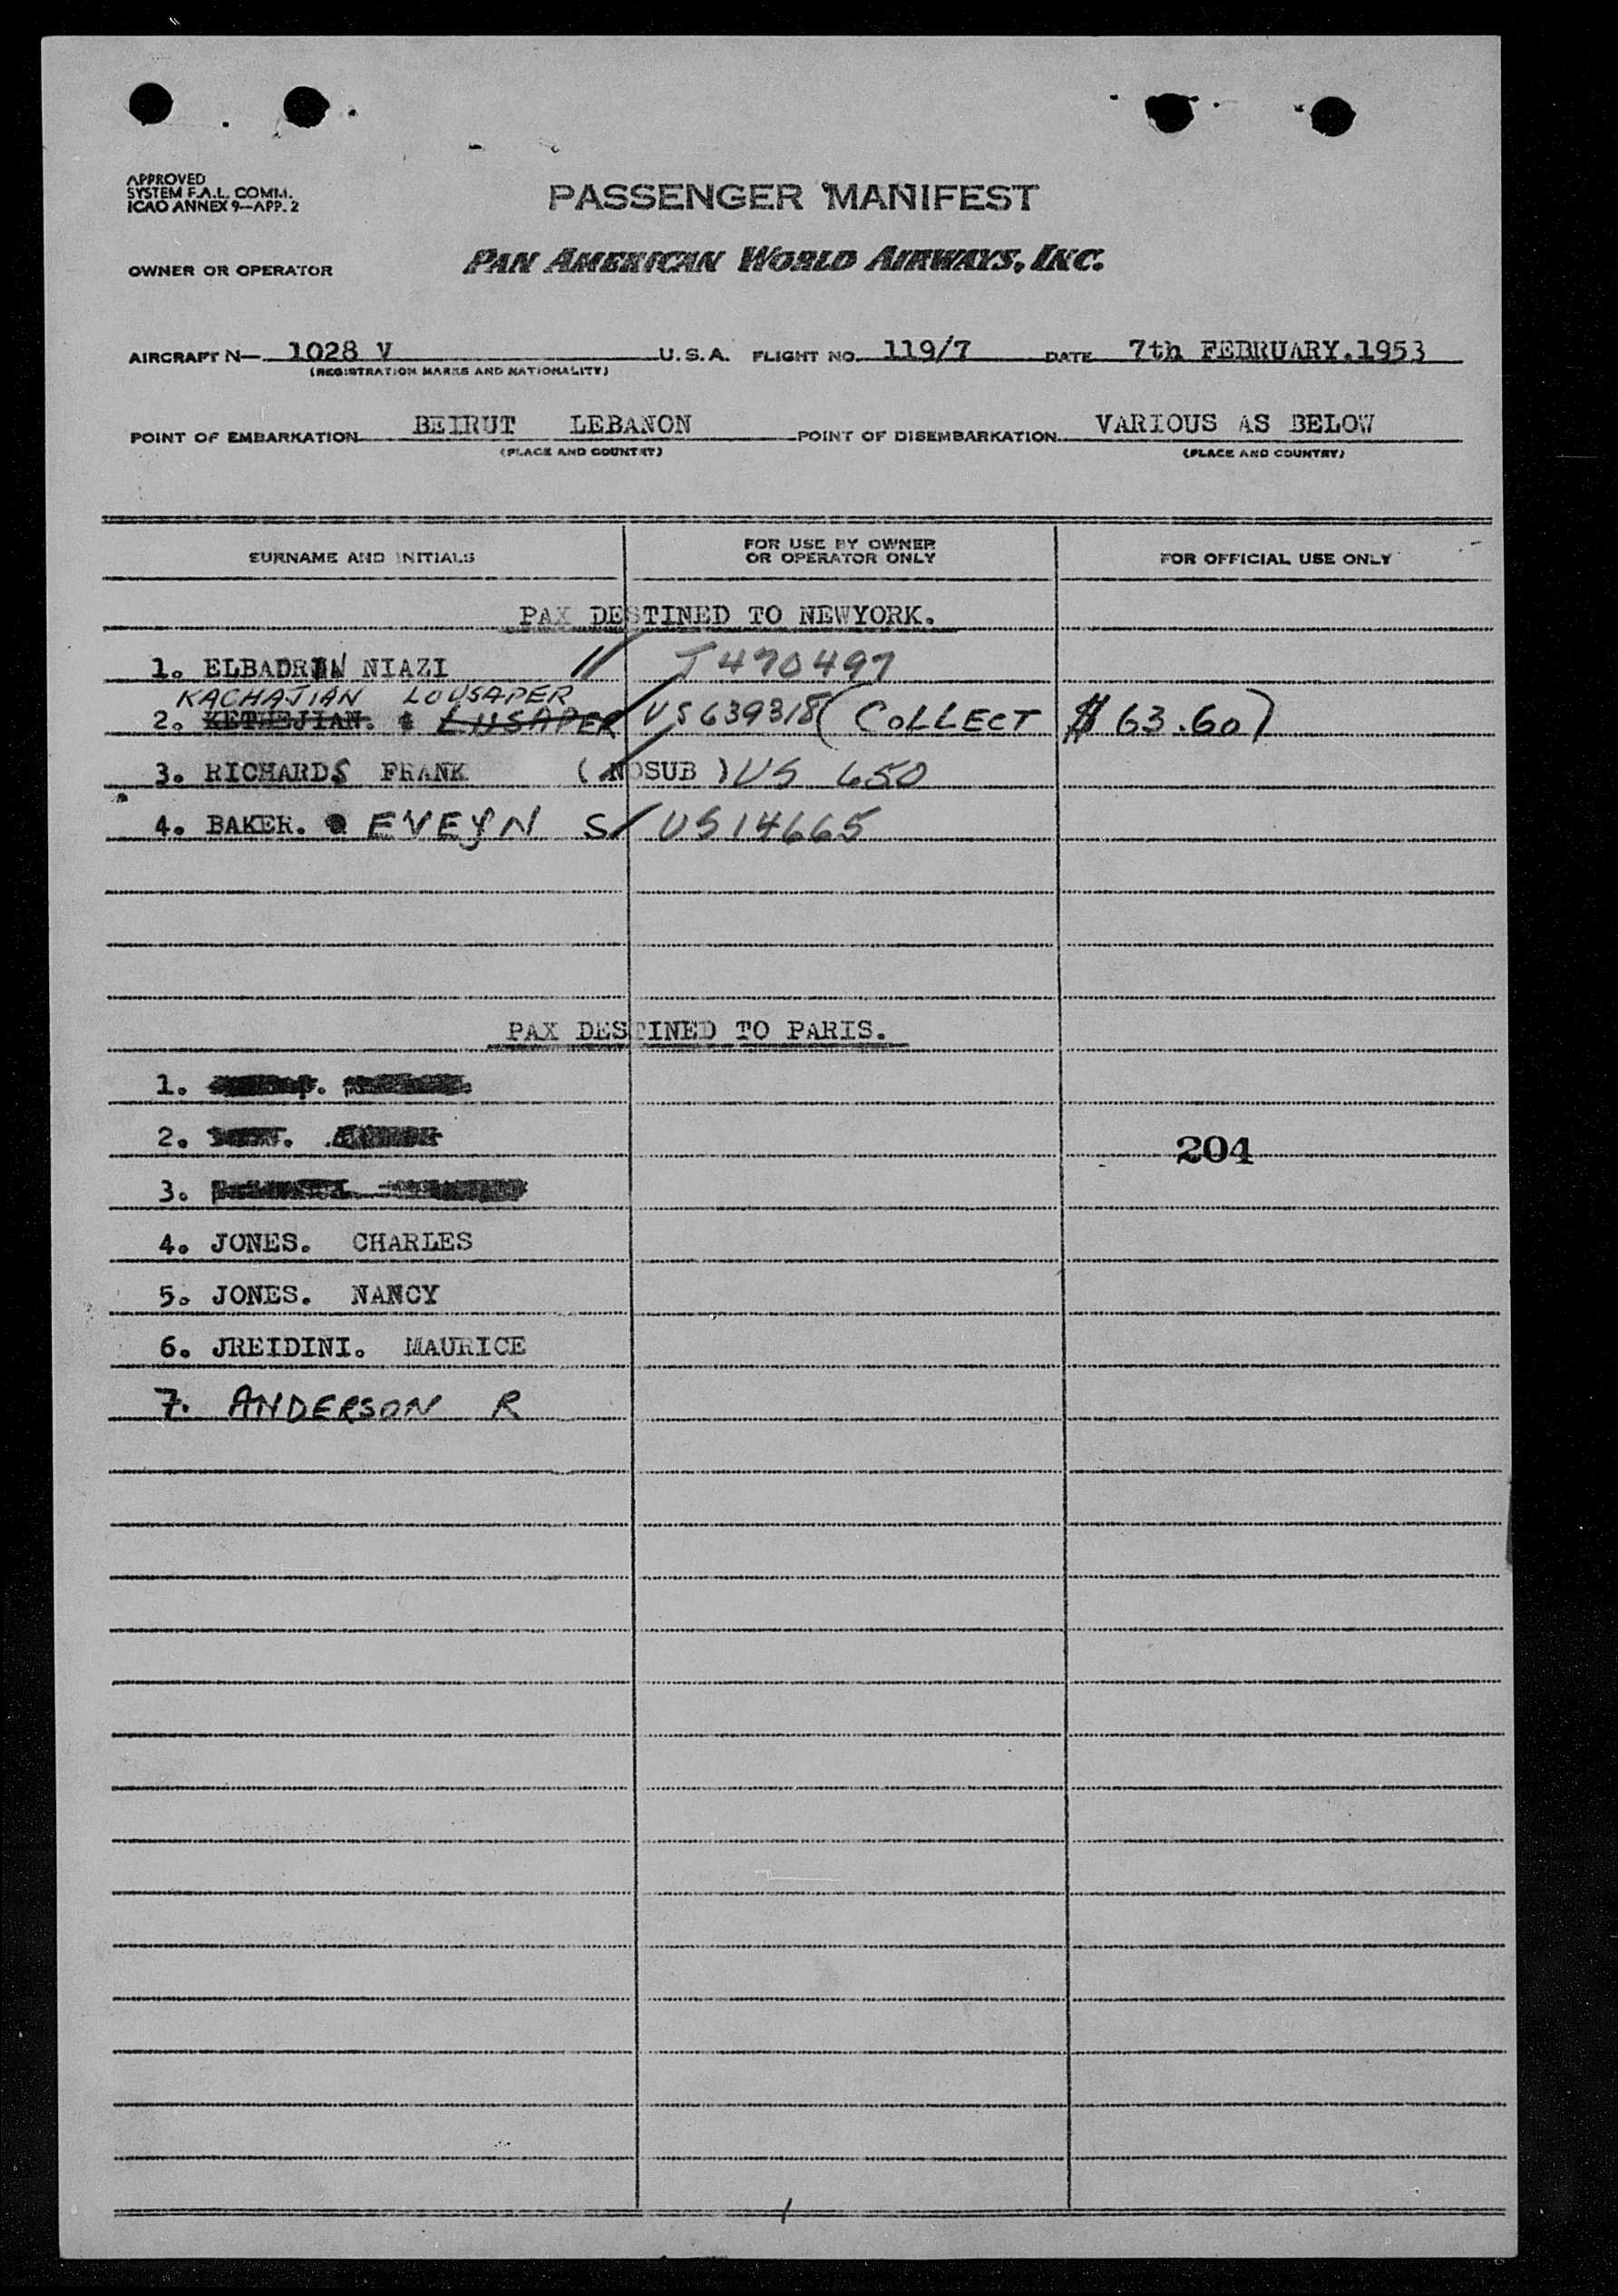 APPROVED
SYSTEM F.A.L. COMM.
ICAO ANNEX 9—APP. 2
PASSENGER MANIFEST
OWNER OR OPERATOR PAN AMERICAN WORLD AIRWAYS, INC.
AIRCRAFT N— 1028 V U.S.A. FLIGHT NO. 119/7 DATE 7th FEBRUARY.1953
(REGISTRATION MARKS AND NATIONALITY)
POINT OF EMBARKATION BEIRUT LEBANON POINT OF DISEMBARKATION VARIOUS AS BELOW
(PLACE AND COUNTRY) (PLACE AND COUNTRY)
SURNAME AND INITIALS FOR USE BY OWNER OR OPERATOR ONLY FOR OFFICIAL USE ONLY
PAX DESTINED TO NEWYORK.
1. NIAZI 470497
KACHAJIAN LOUSAPER
2. KETHEJIAN. LUSAPER US639318 (COLLECT $63.60)
3. RICHARDS FRANK (NOSUB) US 650
4. BAKER. EVELYN S US14665
PAX DESTINED TO PARIS.
1.
2.
3.
204
4. JONES. CHARLES
5. JONES. NANCY
6. JREIDINI. MAURICE
7. ANDERSON R